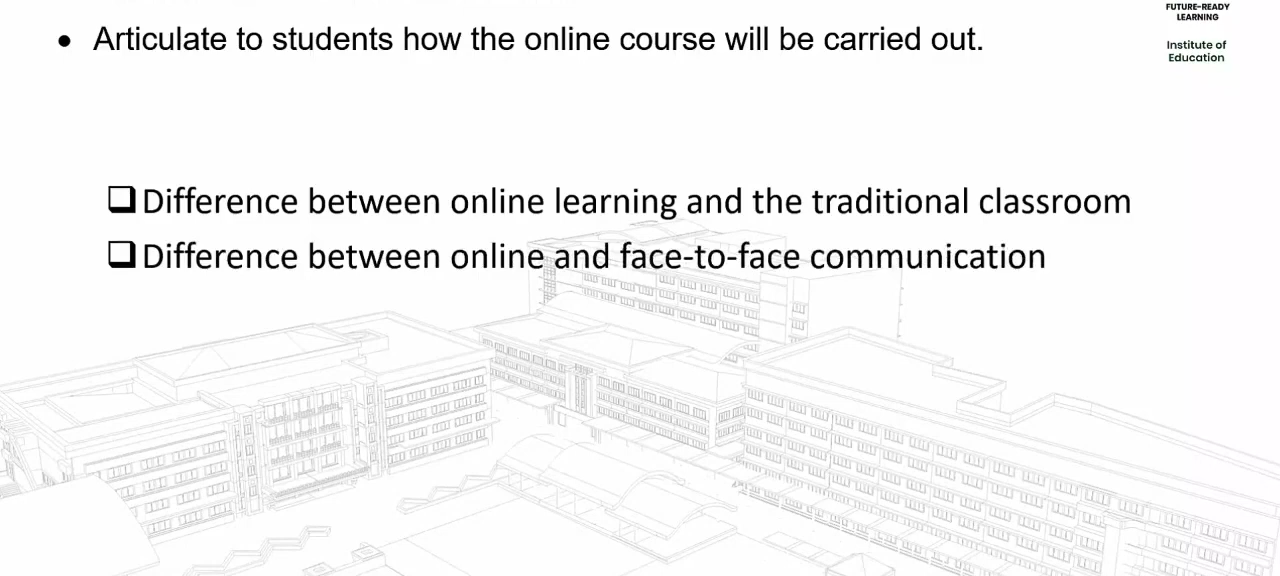 FUTURE-READY
LEARNING
Institute of
Education
• Articulate to students how the online course will be carried out.
❑ Difference between online learning and the traditional classroom
❑ Difference between online and face-to-face communication